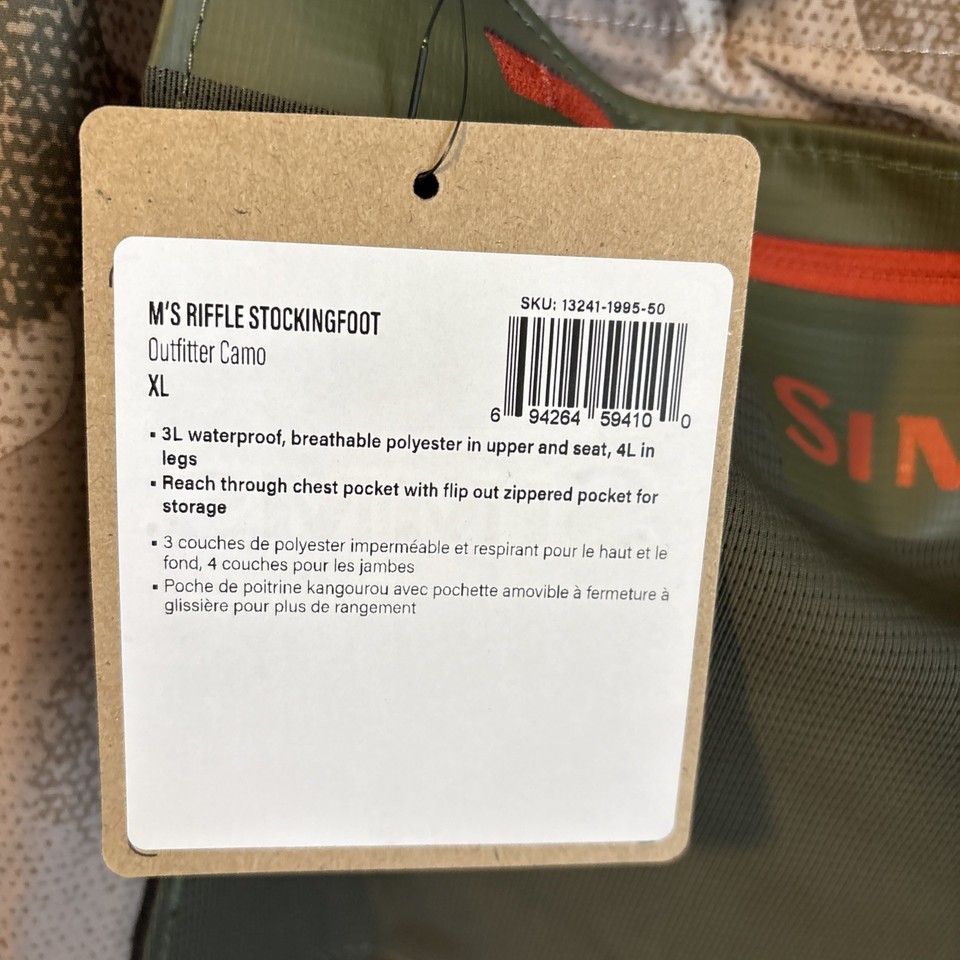 M'S RIFFLE STOCKINGFOOT
Outfitter Camo
XL
SKU: 13241-1995-50
6 94264 59410 0
▪ 3L waterproof, breathable polyester in upper and seat, 4L in
legs
▪ Reach through chest pocket with flip out zippered pocket for
storage
▪ 3 couches de polyester imperméable et respirant pour le haut et le
fond, 4 couches pour les jambes
▪ Poche de poitrine kangourou avec pochette amovible à fermeture à
glissière pour plus de rangement
SIM